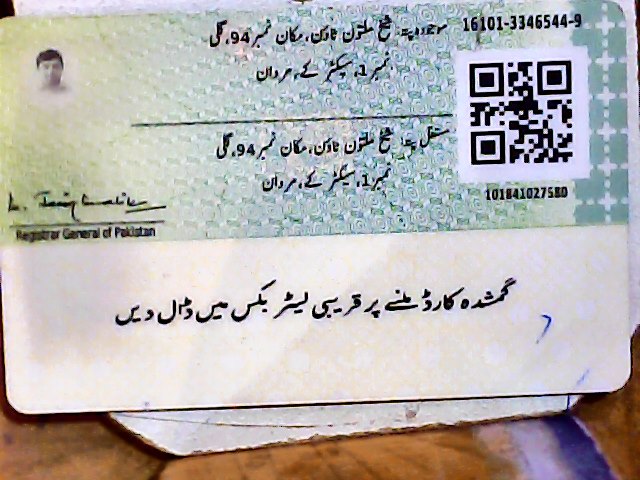 16101-3346544-9
موجودہ پتہ: شیخ ملتون ٹاؤن، مکان نمبر 94، گلی
نمبر 1، سیکٹر کے، مردان
مستقل پتہ: شیخ ملتون ٹاؤن، مکان نمبر 94، گلی
نمبر 1، سیکٹر کے، مردان
101841027580
Registrar General of Pakistan
گمشدہ کارڈ ملنے پر قریبی لیٹر بکس میں ڈال دیں